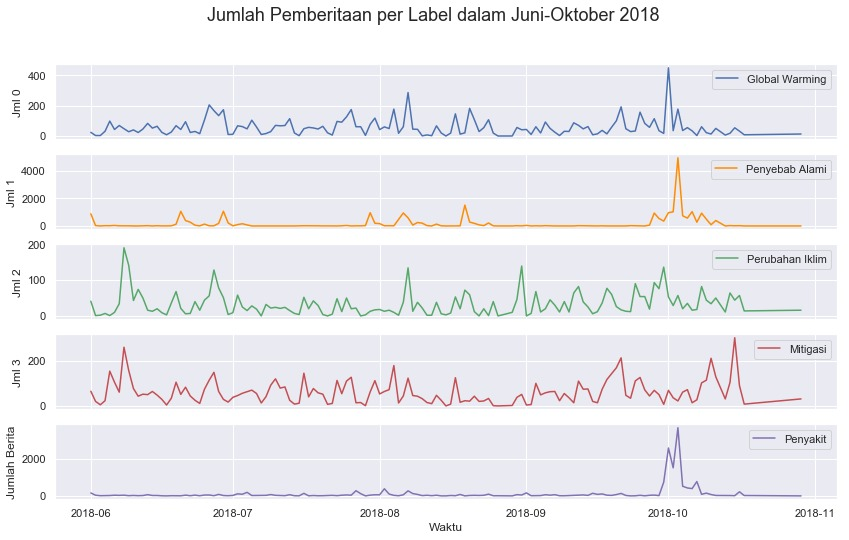 Jumlah Pemberitaan per Label dalam Juni-Oktober 2018
Jml 0
400
200
0
Global Warming
Jml 1
4000
2000
0
Penyebab Alami
Jml 2
200
100
0
Perubahan Iklim
Jml 3
200
0
Mitigasi
Jumlah Berita
2000
0
Penyakit
2018-06 2018-07 2018-08 2018-09 2018-10 2018-11
Waktu